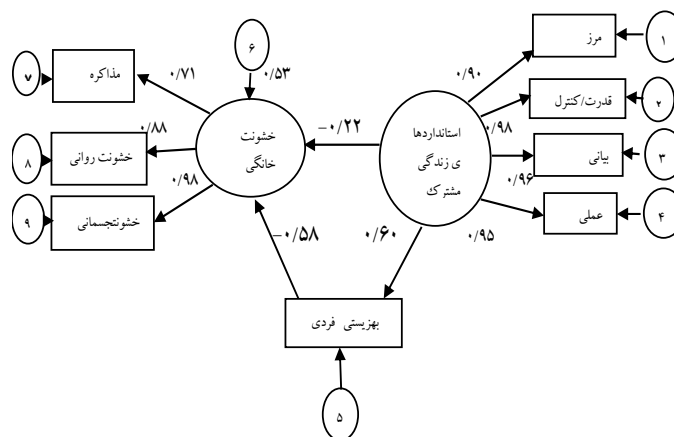 مرز
۱
۰/۹۰
قدرت/کنترل
۲
۰/۹۸
بیانی
۳
۰/۹۶
عملی
۴
۰/۹۵
استانداردها
ی زندگی
مشترک
−۰/۲۲
۶
۰/۵۳
خشونت
خانگی
۰/۷۱
مذاکره
۷
۰/۸۸
خشونت روانی
۸
۰/۹۸
خشونتجسمانی
۹
۰/۶۰
−۰/۵۸
بهزیستی فردی
۵